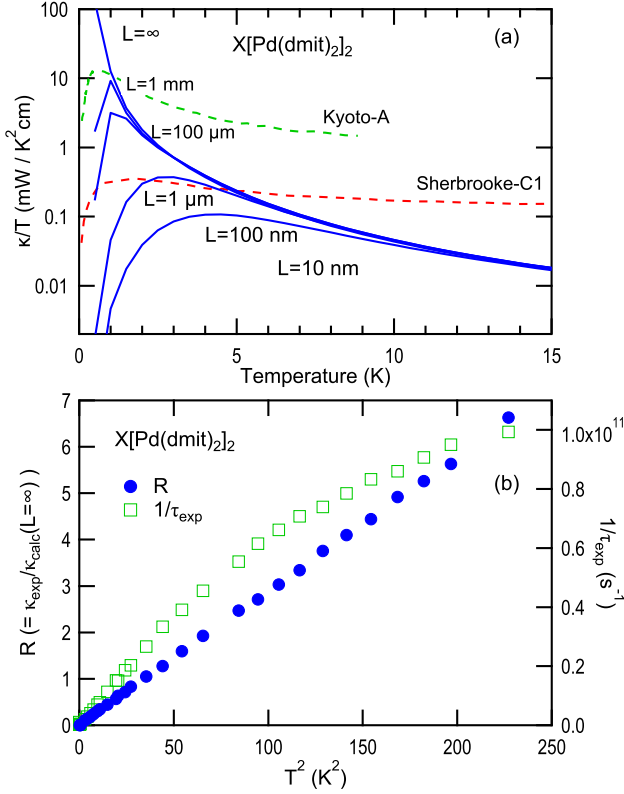 100
10
1
0.1
0.01
κ/T (mW / K² cm)
(a)
X[Pd(dmit)₂]₂
L=∞
L=1 mm
L=100 µm
L=1 µm
L=100 nm
L=10 nm
Kyoto-A
Sherbrooke-C1
0 5 10 15
Temperature (K)
7
6
5
4
3
2
1
0
R (= κexp/κcalc(L=∞) )
X[Pd(dmit)₂]₂
R
1/τexp
(b)
1.0x10¹¹
0.8
0.6
0.4
0.2
0.0
1/τexp (s⁻¹)
0 50 100 150 200 250
T² (K²)